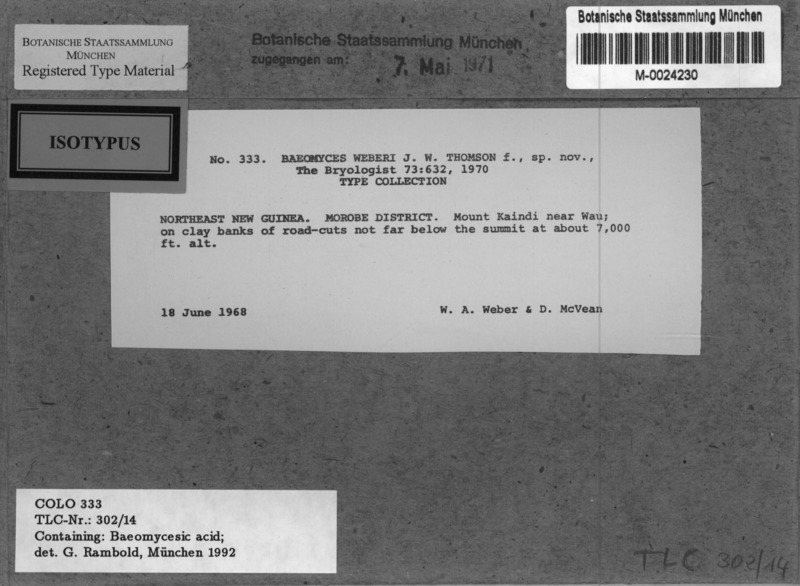 BOTANISCHE STAATSSAMMLUNG
MÜNCHEN
Registered Type Material
Botanische Staatssammlung München
zugegangen am: 7. Mai 1971
Botanische Staatssammlung München
M-0024230
ISOTYPUS
No. 333. BAEOMYCES WEBERI J. W. THOMSON f., sp. nov.,
The Bryologist 73:632, 1970
TYPE COLLECTION
NORTHEAST NEW GUINEA. MOROBE DISTRICT. Mount Kaindi near Wau;
on clay banks of road-cuts not far below the summit at about 7,000
ft. alt.
18 June 1968 W. A. Weber & D. McVean
COLO 333
TLC-Nr.: 302/14
Containing: Baeomycesic acid;
det. G. Rambold, München 1992
TLC 302/14